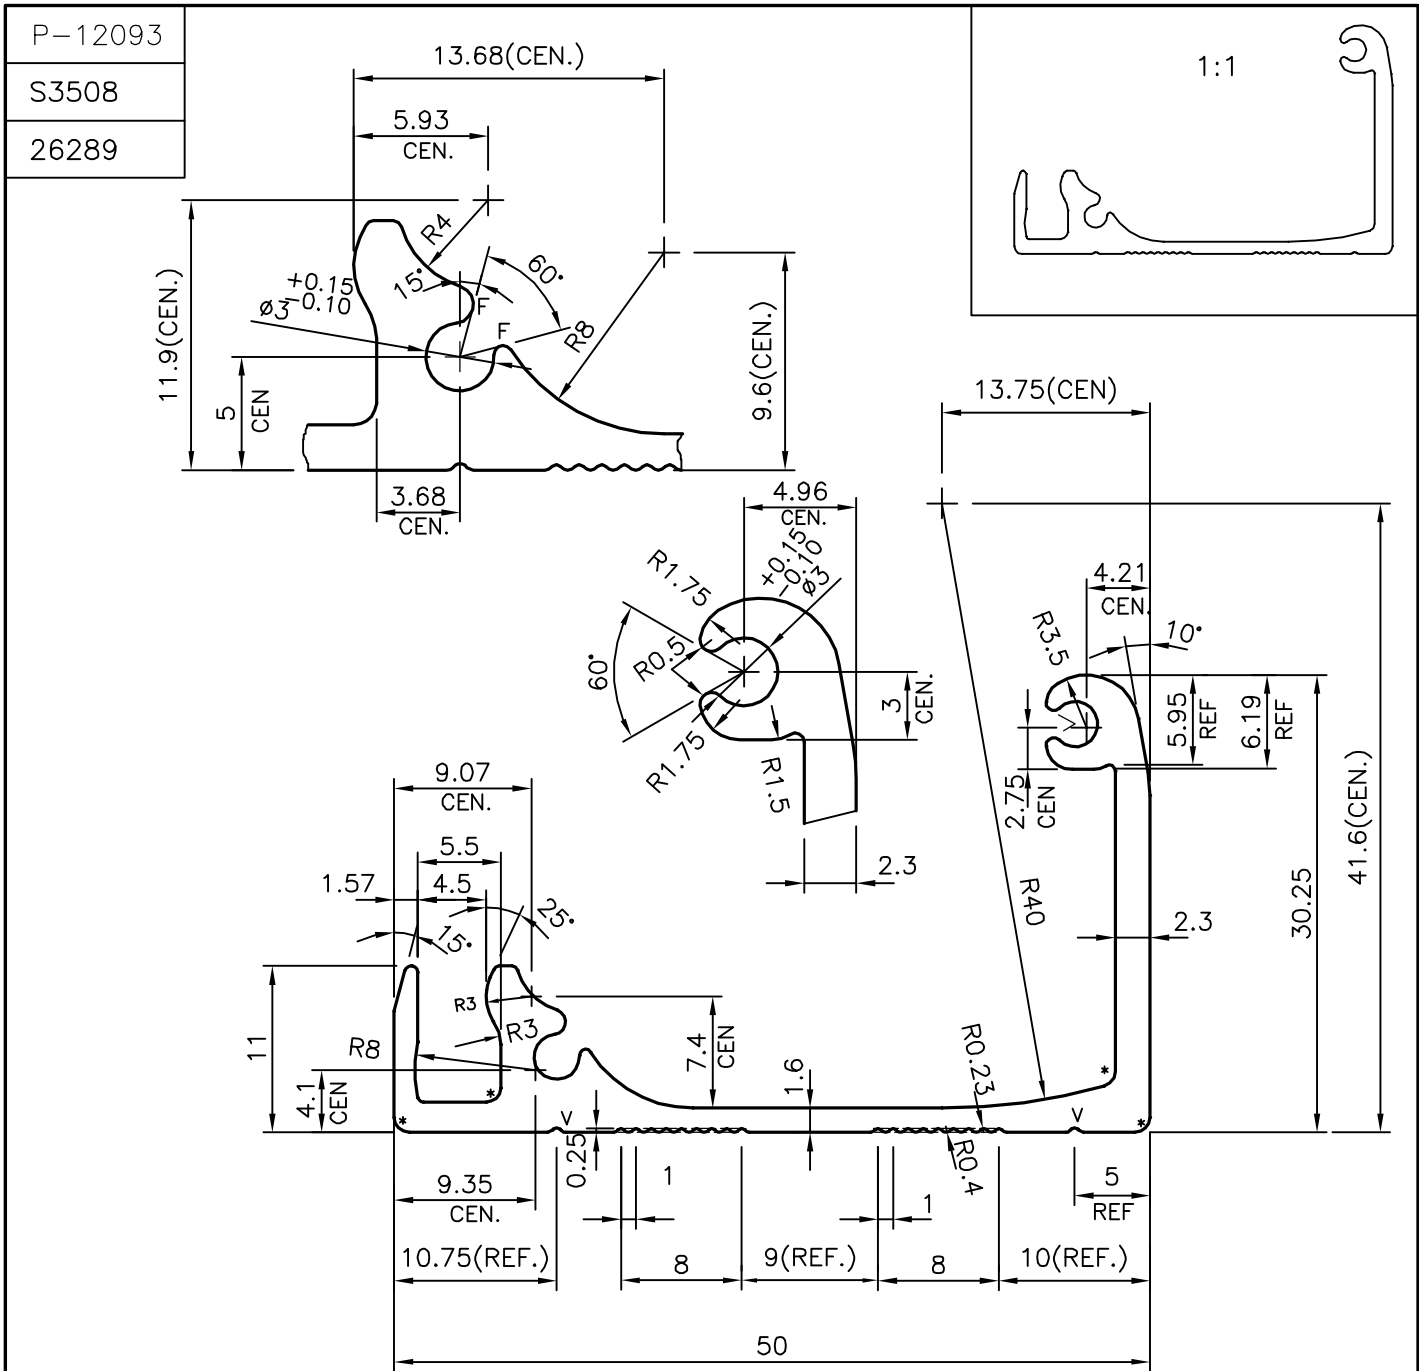 P-12093
S3508
26289
1:1
13.68(CEN.)
5.93
CEN.
11.9(CEN.)
R4
15°
60°
+0.15
-0.10
ø3
F
F
R8
9.6(CEN.)
5
CEN
3.68
CEN.
13.75(CEN)
4.96
CEN.
+0.15
-0.10
ø3
R1.75
R0.5
60°
R1.75
R1.5
3
CEN.
2.3
4.21
CEN.
R3.5
10°
5.95
REF
6.19
REF
2.75
CEN
41.6(CEN.)
30.25
2.3
R40
9.07
CEN.
5.5
1.57
4.5
15°
25°
R3
R3
R8
11
4.1
CEN
7.4
CEN
1.6
R0.23
*
*
*
*
V
V
0.25
R0.4
9.35
CEN.
1
1
5
REF
10.75(REF.)
8
9(REF.)
8
10(REF.)
50